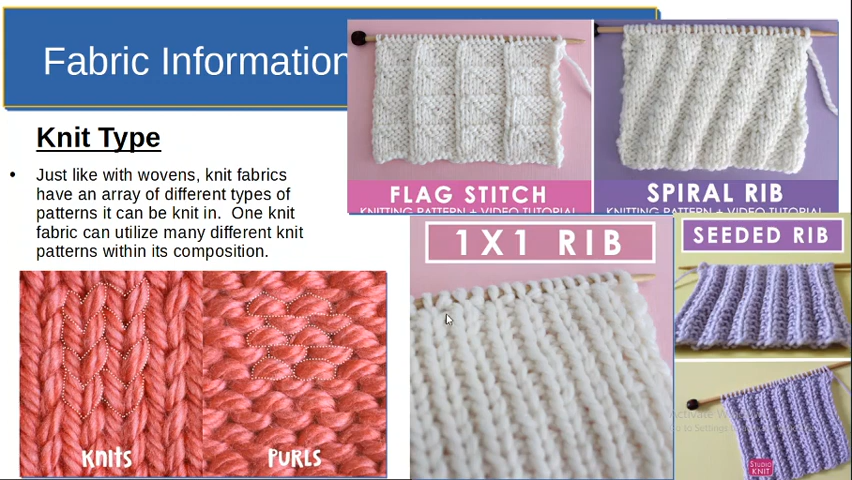 Fabric Information
Knit Type
• Just like with wovens, knit fabrics
have an array of different types of
patterns it can be knit in.  One knit
fabric can utilize many different knit
patterns within its composition.
KNITS
PURLS
FLAG STITCH
KNITTING PATTERN + VIDEO TUTORIAL
SPIRAL RIB
KNITTING PATTERN + VIDEO TUTORIAL
1X1 RIB
SEEDED RIB
STUDIO
KNIT